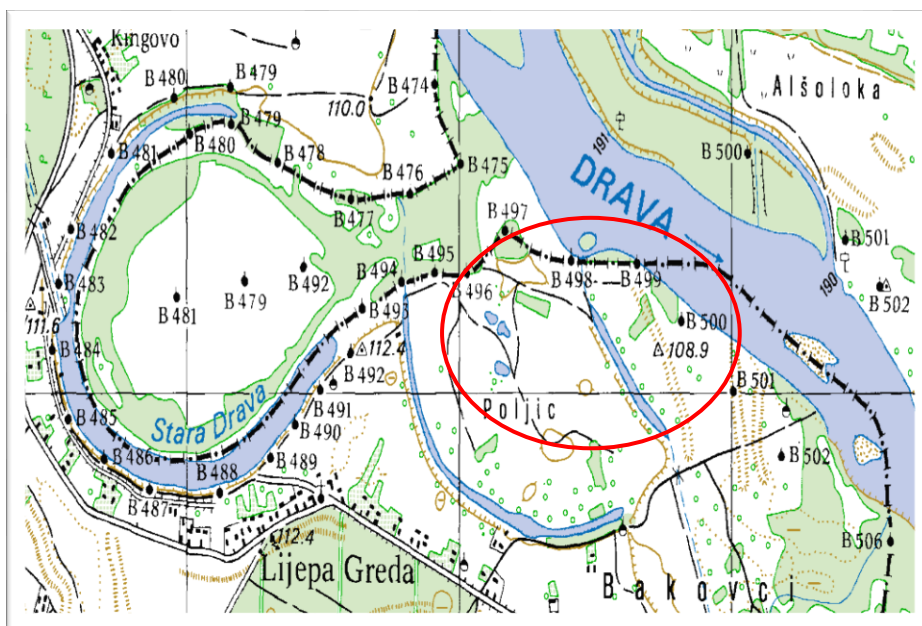 Kingovo
B 480
B 479
B 474
110.0
Alšoloka
191
B 479
B 480
B 481
B 478
B 476
B 475
B 500
DRAVA
B 477
B 482
B 497
B 501
B 495
B 494
B 492
B 479
B 498
B 499
190
B 483
B 496
B 502
B 481
B 493
B 500
111.6
B 484
112.4
108.9
B 492
B 501
Stara Drava
B 491
Poljic
B 485
B 490
B 486
B 489
B 502
B 487
B 488
112.4
B 506
Lijepa Greda
Bakovci